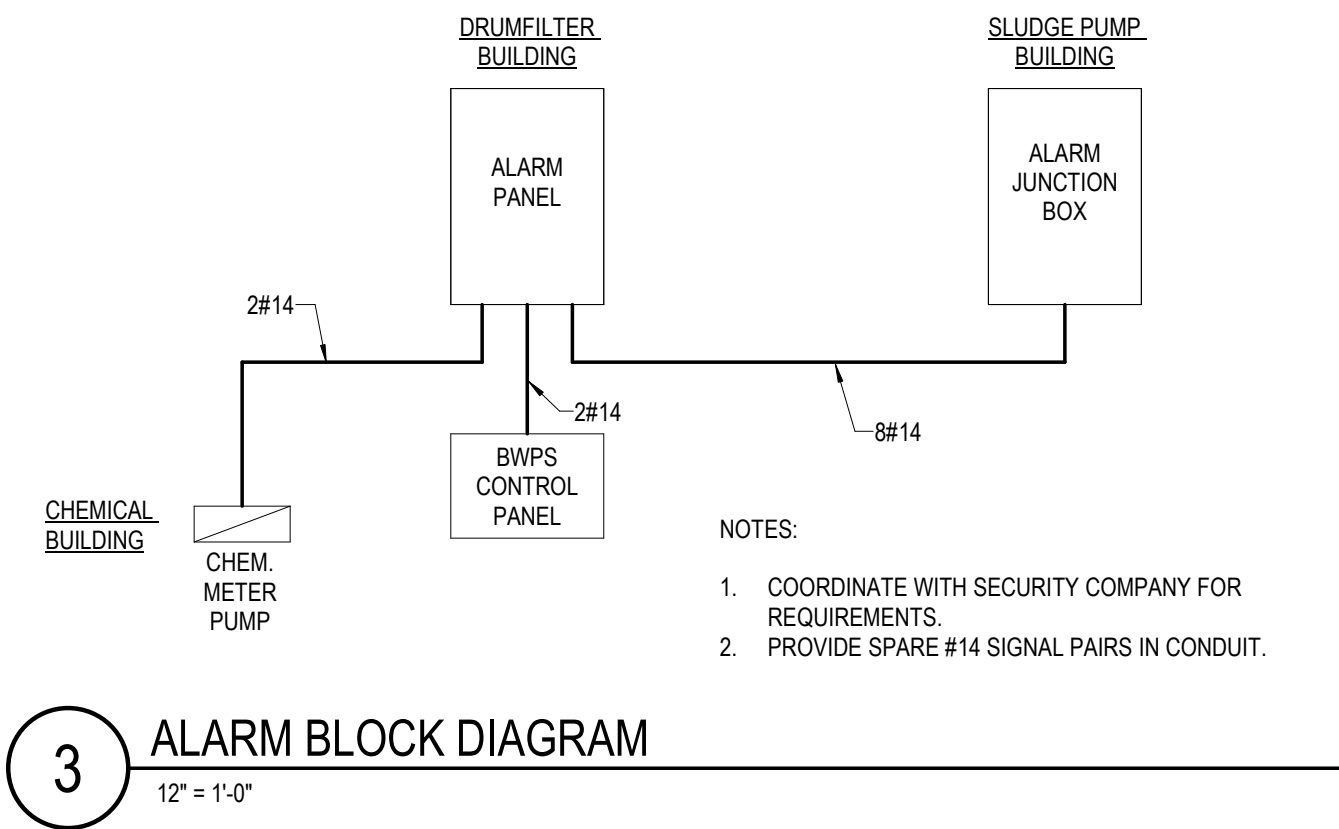 DRUMFILTER
BUILDING
SLUDGE PUMP
BUILDING
ALARM
PANEL
ALARM
JUNCTION
BOX
2#14
2#14
8#14
BWPS
CONTROL
PANEL
CHEMICAL
BUILDING
CHEM.
METER
PUMP
NOTES:
1. COORDINATE WITH SECURITY COMPANY FOR
REQUIREMENTS.
2. PROVIDE SPARE #14 SIGNAL PAIRS IN CONDUIT.
3
ALARM BLOCK DIAGRAM
12" = 1'-0"